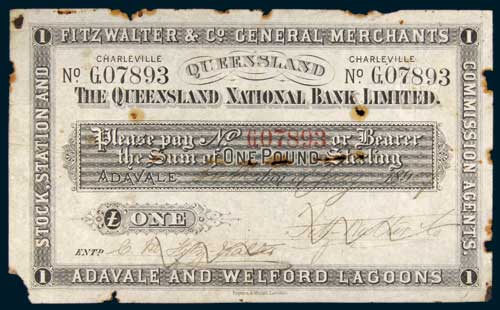 1 FITZWALTER & Co GENERAL MERCHANTS 1
STOCK, STATION AND
COMMISSION AGENTS.
CHARLEVILLE QUEENSLAND CHARLEVILLE
No G07893 No G07893
THE QUEENSLAND NATIONAL BANK LIMITED.
Please pay No G07893 or Bearer
the Sum of ONE POUND Sterling
ADAVALE
£ ONE
ENTD
1 ADAVALE AND WELFORD LAGOONS 1